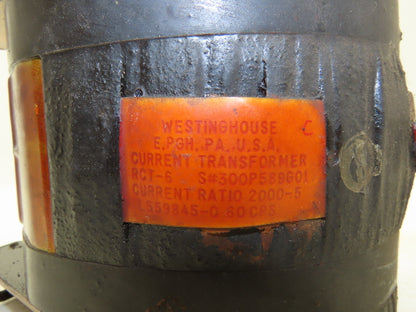 WESTINGHOUSE C
E.PGH., PA., U.S.A.
CURRENT TRANSFORMER
RCT-6 S#300P589G01
CURRENT RATIO 2000-5
L559845-C 60 CPS